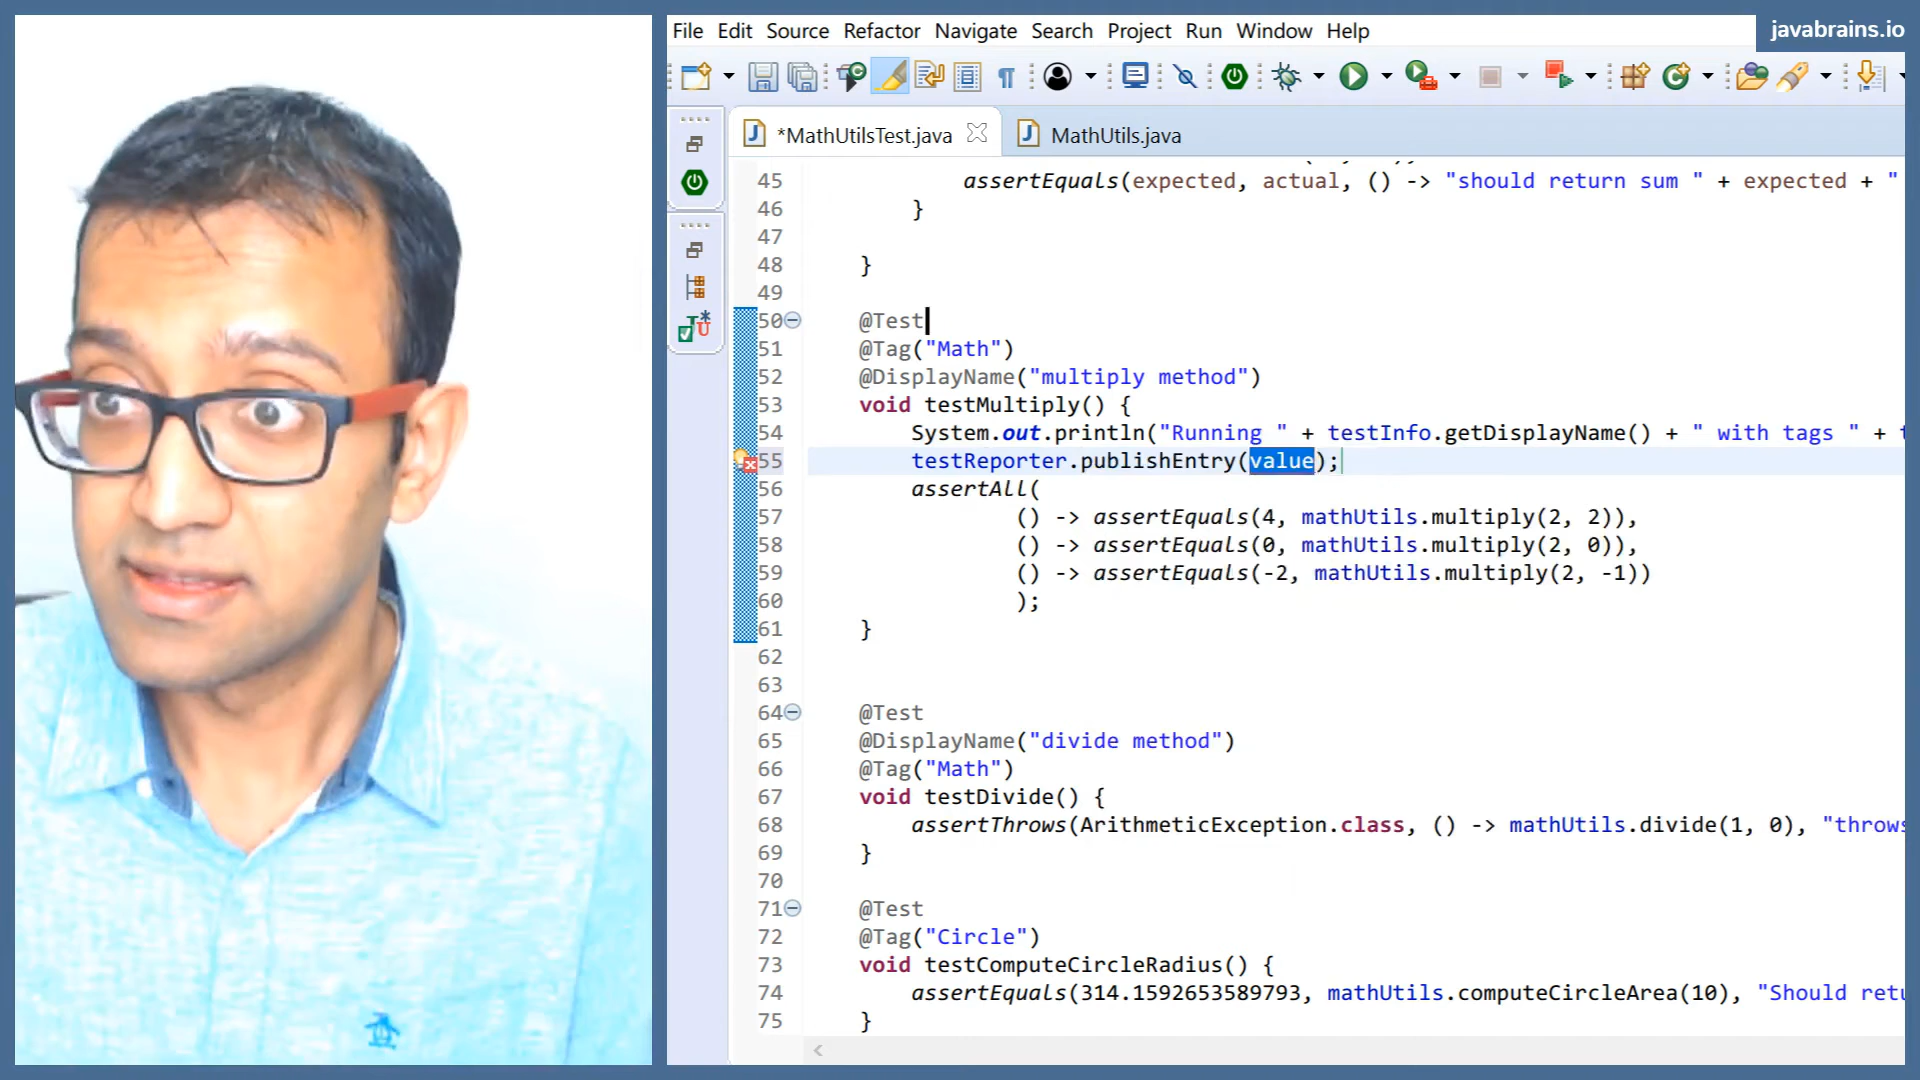 File Edit Source Refactor Navigate Search Project Run Window Help
javabrains.io
*MathUtilsTest.java
MathUtils.java
45 assertEquals(expected, actual, () -> "should return sum " + expected + "
46 }
47
48 }
49
50 @Test
51 @Tag("Math")
52 @DisplayName("multiply method")
53 void testMultiply() {
54 System.out.println("Running " + testInfo.getDisplayName() + " with tags " +
55 testReporter.publishEntry(value);
56 assertAll(
57 () -> assertEquals(4, mathUtils.multiply(2, 2)),
58 () -> assertEquals(0, mathUtils.multiply(2, 0)),
59 () -> assertEquals(-2, mathUtils.multiply(2, -1))
60 );
61 }
62
63
64 @Test
65 @DisplayName("divide method")
66 @Tag("Math")
67 void testDivide() {
68 assertThrows(ArithmeticException.class, () -> mathUtils.divide(1, 0), "throws
69 }
70
71 @Test
72 @Tag("Circle")
73 void testComputeCircleRadius() {
74 assertEquals(314.1592653589793, mathUtils.computeCircleArea(10), "Should
75 }